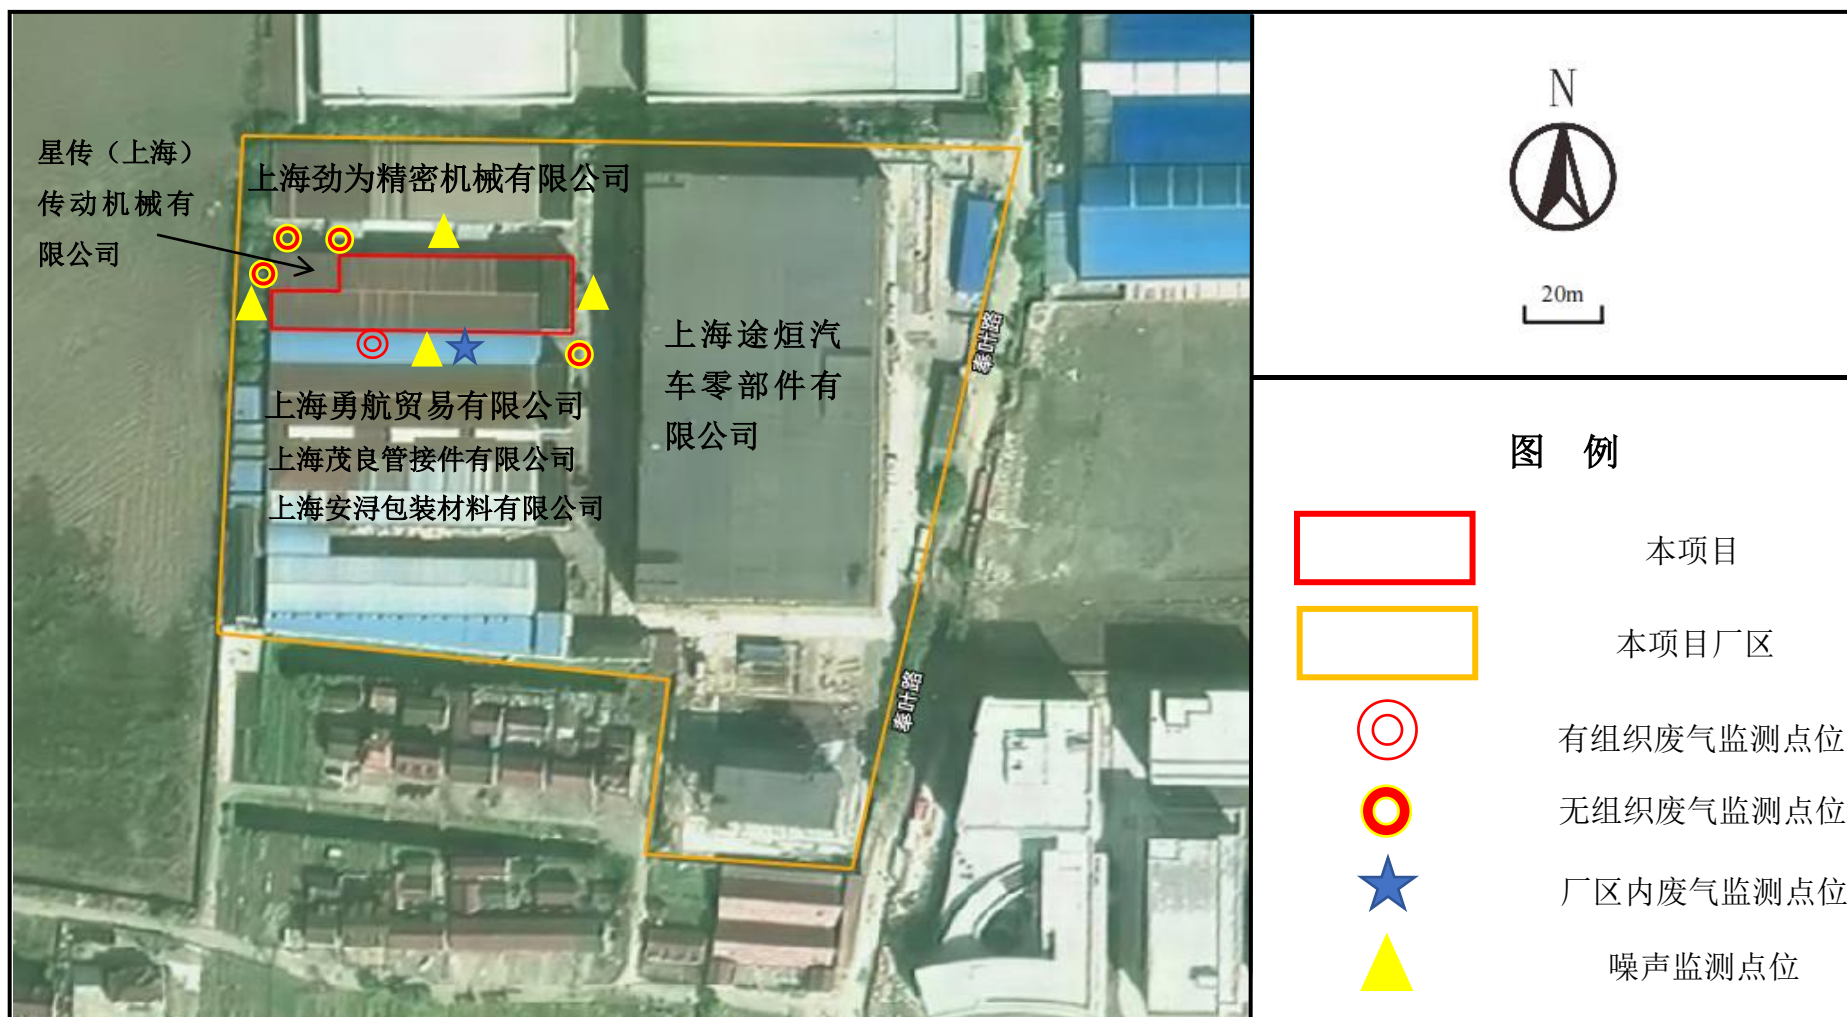 星传（上海）
传动机械有
限公司
上海劲为精密机械有限公司
上海途烜汽
车零部件有
限公司
上海勇航贸易有限公司
上海茂良管接件有限公司
上海安浔包装材料有限公司
奉叶路
奉叶路
N
20m
图 例
本项目
本项目厂区
有组织废气监测点位
无组织废气监测点位
厂区内废气监测点位
噪声监测点位